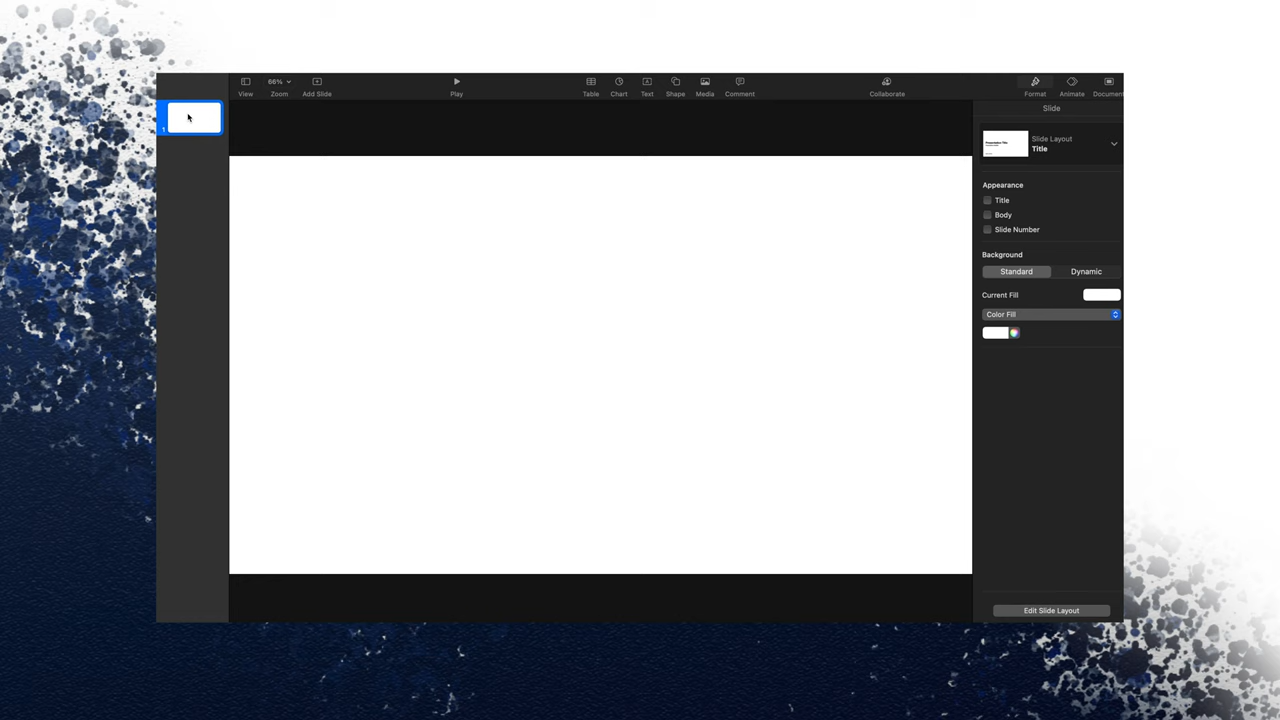 66%
View
Zoom
Add Slide
Play
Table
Chart
Text
Shape
Media
Comment
Collaborate
Format
Animate
Document
1
Slide
Slide Layout
Title
Appearance
Title
Body
Slide Number
Background
Standard
Dynamic
Current Fill
Color Fill
Edit Slide Layout